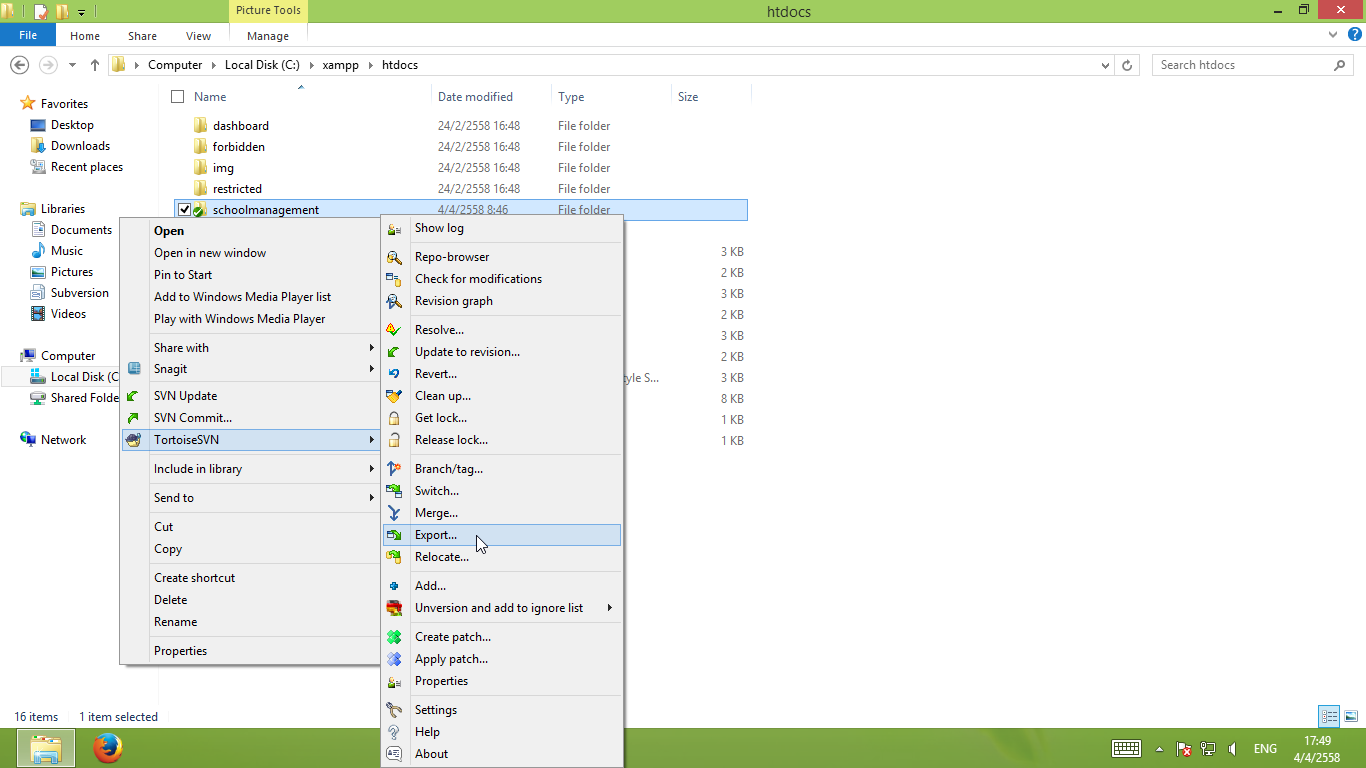 Picture Tools
htdocs
File
Home
Share
View
Manage
Computer
Local Disk (C:)
xampp
htdocs
Search htdocs
Name
Date modified
Type
Size
Favorites
Desktop
Downloads
Recent places
Libraries
Documents
Music
Pictures
Subversion
Videos
Computer
Local Disk (C
Shared Folde
Network
dashboard 24/2/2558 16:48 File folder
forbidden 24/2/2558 16:48 File folder
img 24/2/2558 16:48 File folder
restricted 24/2/2558 16:48 File folder
schoolmanagement 4/4/2558 8:46 File folder
3 KB
2 KB
3 KB
2 KB
3 KB
2 KB
tyle S... 3 KB
8 KB
1 KB
1 KB
Open
Open in new window
Pin to Start
Add to Windows Media Player list
Play with Windows Media Player
Share with
Snagit
SVN Update
SVN Commit...
TortoiseSVN
Include in library
Send to
Cut
Copy
Create shortcut
Delete
Rename
Properties
Show log
Repo-browser
Check for modifications
Revision graph
Resolve...
Update to revision...
Revert...
Clean up...
Get lock...
Release lock...
Branch/tag...
Switch...
Merge...
Export...
Relocate...
Add...
Unversion and add to ignore list
Create patch...
Apply patch...
Properties
Settings
Help
About
16 items
1 item selected
ENG
17:49
4/4/2558